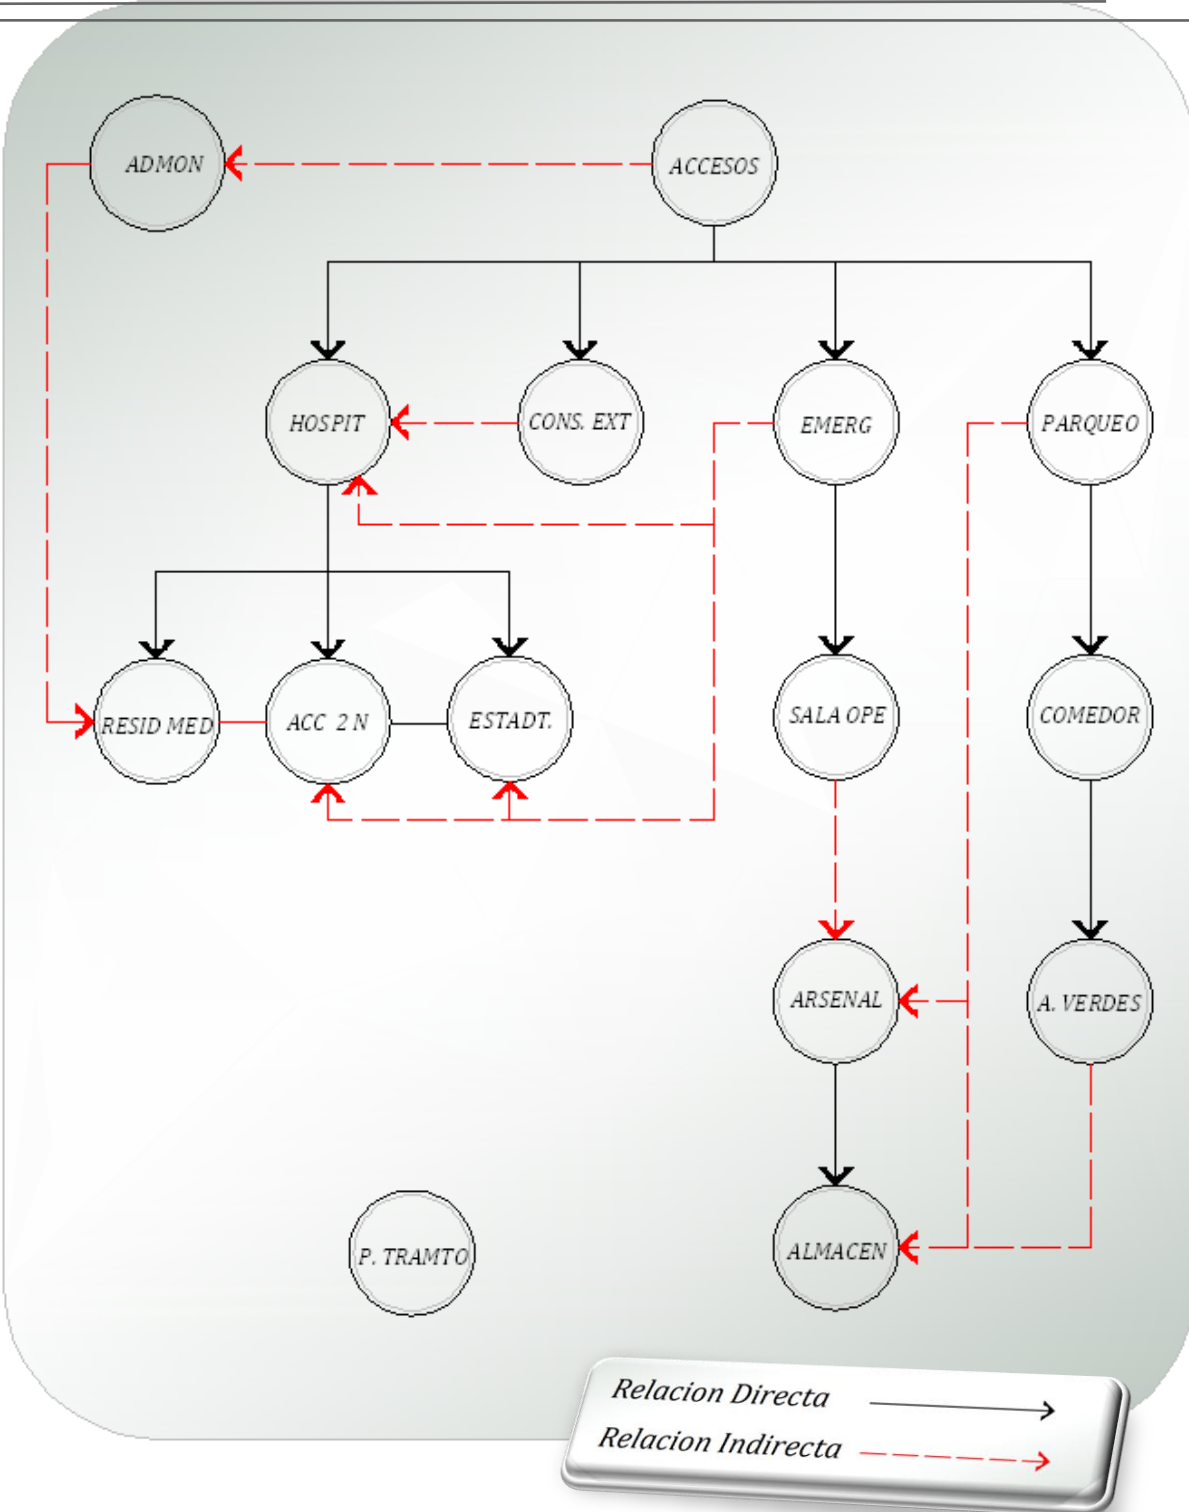 ADMON
ACCESOS
HOSPIT
CONS. EXT
EMERG
PARQUEO
RESID MED
ACC 2 N
ESTADT.
SALA OPE
COMEDOR
ARSENAL
A. VERDES
P. TRAMTO
ALMACEN
Relacion Directa
Relacion Indirecta